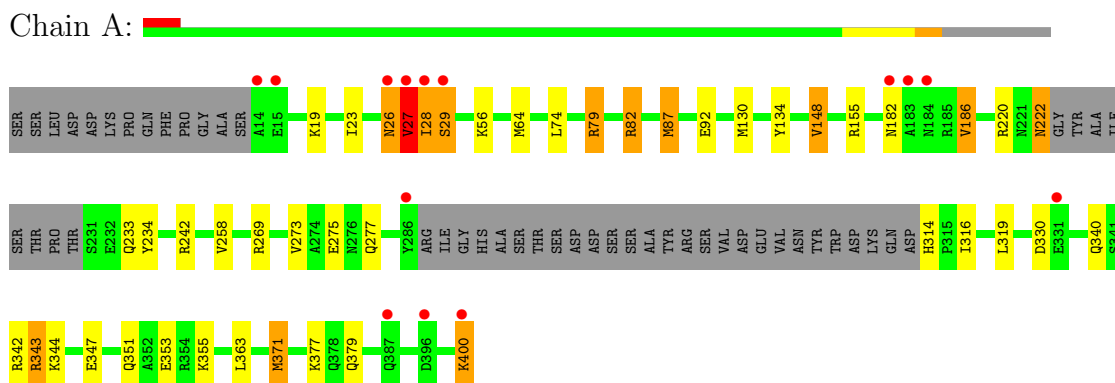 Chain A:
SER SER LEU ASP ASP LYS PRO GLN PHE PRO GLY ALA SER A14 E15 K19 I23 N26 V27 I28 S29 K56 M64 L74 R79 R82 M87 E92 M130 Y134 V148 R155 N182 A183 N184 R185 V186 R220 N221 N222 GLY TYR ALA ILE
SER THR PRO THR S231 E232 Q233 Y234 R242 V258 R269 V273 A274 E275 N276 Q277 Y286 ARG ILE GLY HIS ALA SER THR SER ASP ASP SER SER ALA TYR ARG SER VAL ASP GLU VAL ASN TYR TRP ASP LYS GLN ASP H314 P315 I316 L319 D330 E331 Q340 S341
R342 R343 K344 E347 Q351 A352 E353 R354 K355 L363 M371 K377 Q378 Q379 Q387 D396 K400